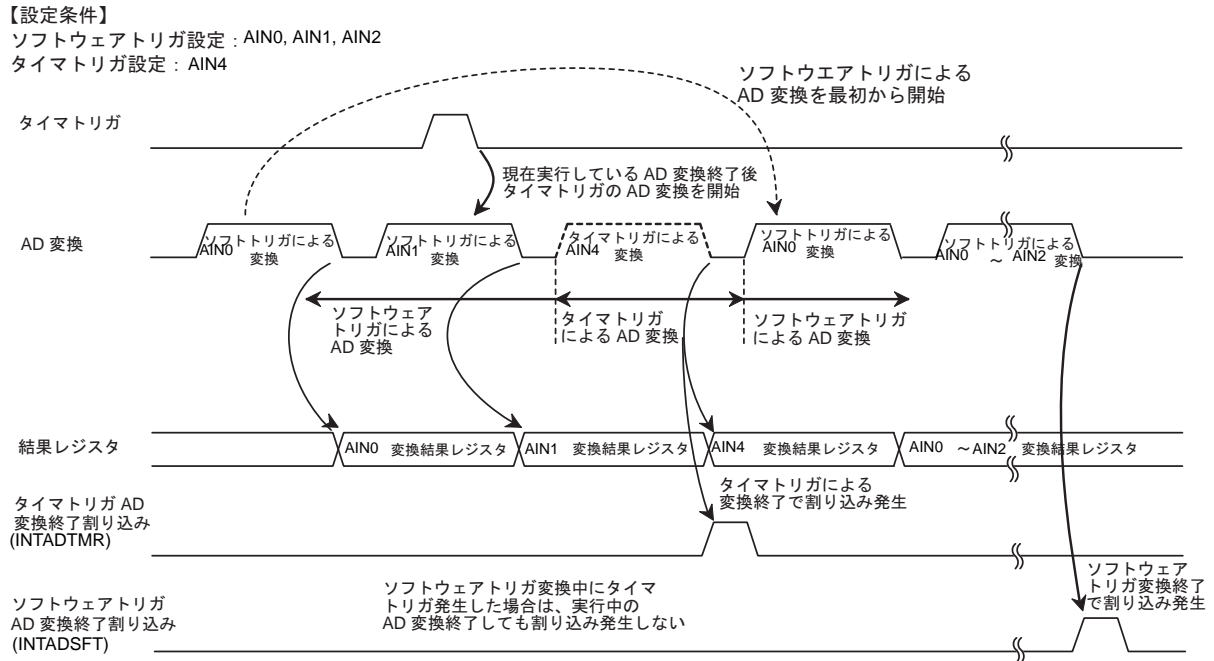 【設定条件】
ソフトウェアトリガ設定：AIN0, AIN1, AIN2
タイマトリガ設定： AIN4
ソフトウエアトリガによる
AD 変換を最初から開始
タイマトリガ
現在実行している AD 変換終了後
タイマトリガの AD 変換を開始
AD 変換
ソフトトリガによる
AIN0 変換
ソフトトリガによる
AIN1 変換
タイマトリガによる
AIN4 変換
ソフトトリガによる
AIN0 変換
ソフトトリガによる
AIN0 ～ AIN2 変換
ソフトウェア
トリガによる
AD 変換
タイマトリガ
による AD 変換
ソフトウェアトリガ
による AD 変換
結果レジスタ
AIN0 変換結果レジスタ
AIN1 変換結果レジスタ
AIN4 変換結果レジスタ
AIN0 ～AIN2 変換結果レジスタ
タイマトリガ AD
変換終了割り込み
(INTADTMR)
タイマトリガによる
変換終了で割り込み発生
ソフトウェアトリガ
AD 変換終了割り込み
(INTADSFT)
ソフトウェアトリガ変換中にタイマ
トリガ発生した場合は、実行中の
AD 変換終了しても割り込み発生しない
ソフトウェア
トリガ変換終了
で割り込み発生